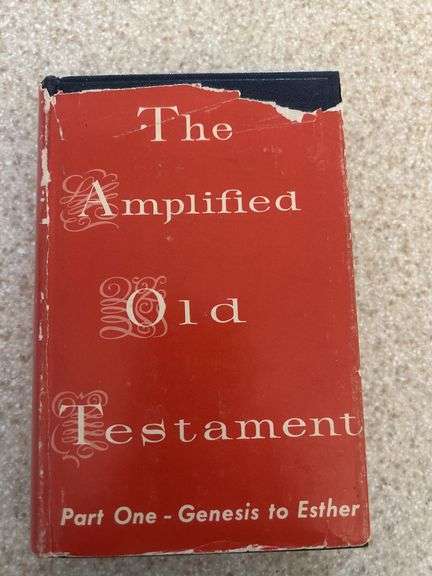 The
Amplified
Old
Testament
Part One - Genesis to Esther